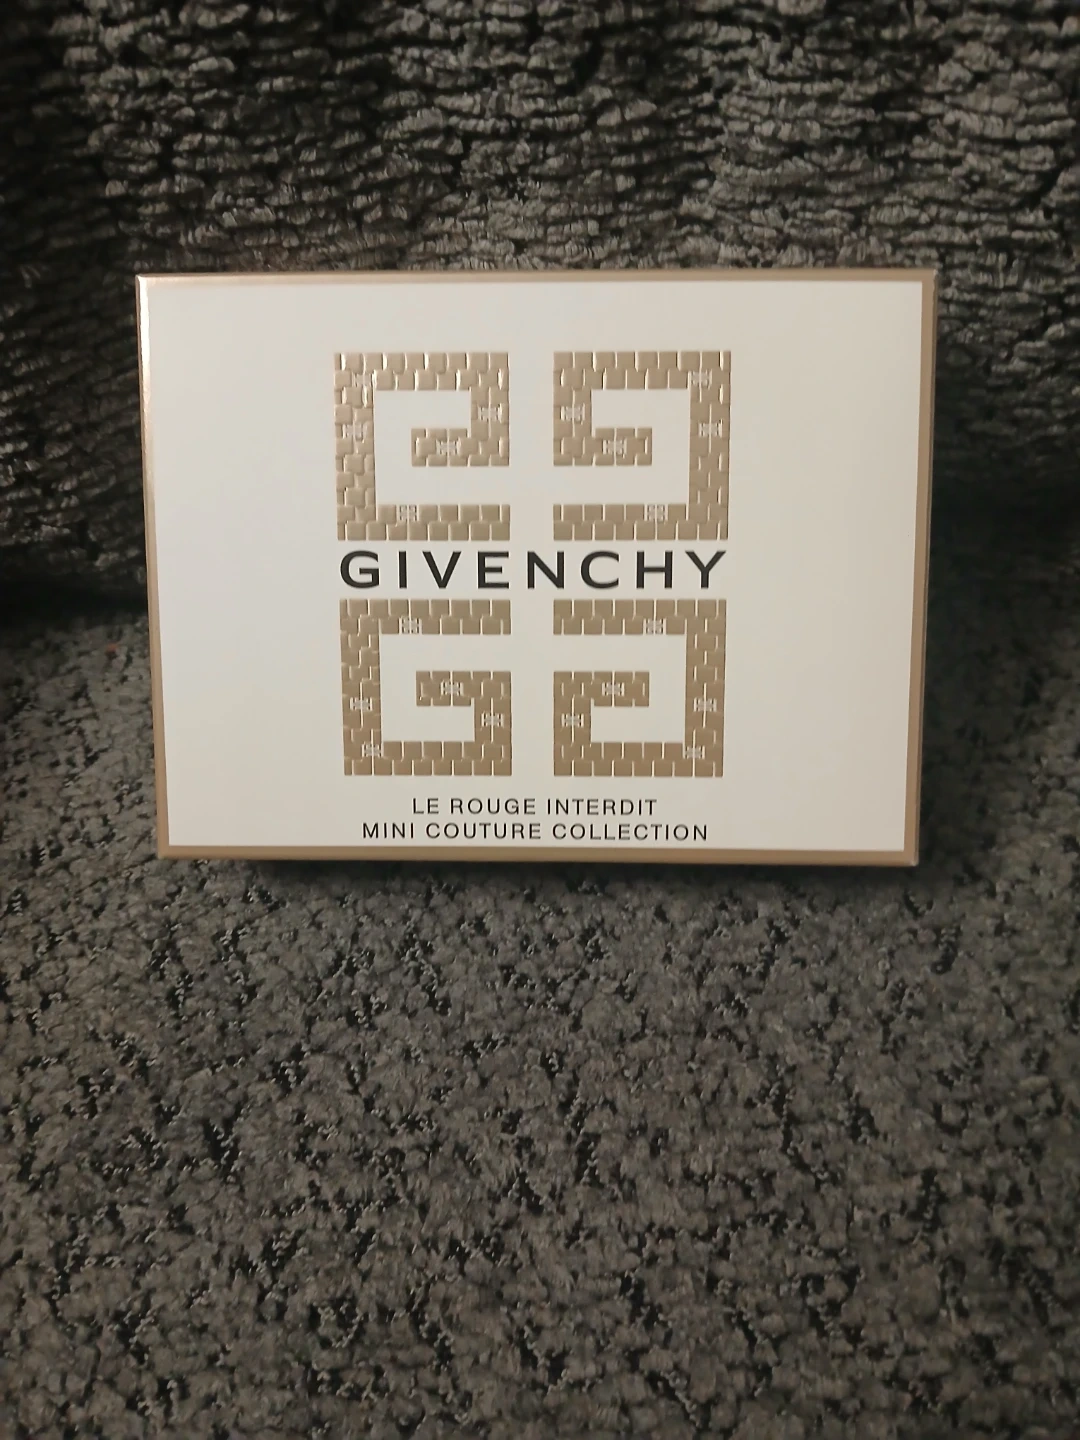 GIVENCHY
LE ROUGE INTERDIT
MINI COUTURE COLLECTION